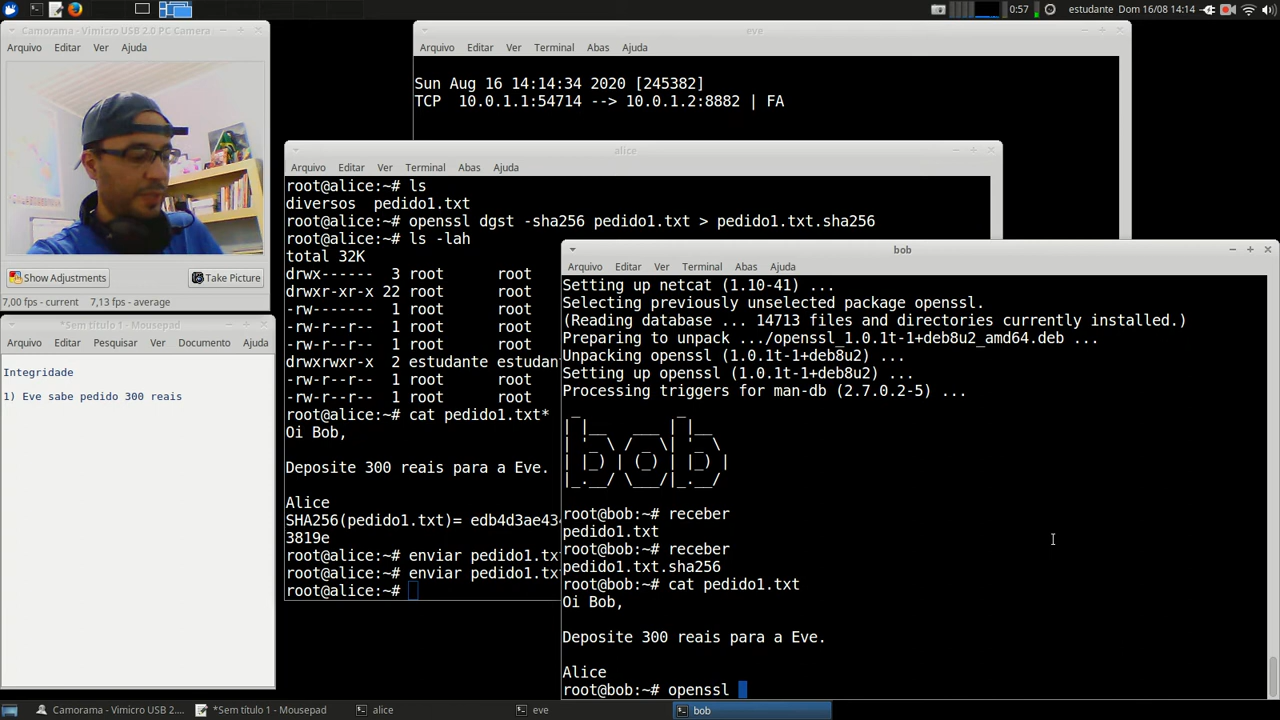 0:57 estudante Dom 16/08 14:14
Camorama - Vimicro USB 2.0 PC Camera
Arquivo Editar Ver Ajuda
Show Adjustments Take Picture
7,00 fps - current 7,13 fps - average
*Sem título 1 - Mousepad
Arquivo Editar Pesquisar Ver Documento Ajuda
Integridade
1) Eve sabe pedido 300 reais
eve
Arquivo Editar Ver Terminal Abas Ajuda
Sun Aug 16 14:14:34 2020 [245382]
TCP 10.0.1.1:54714 --> 10.0.1.2:8882 | FA
alice
Arquivo Editar Ver Terminal Abas Ajuda
root@alice:~# ls
diversos pedido1.txt
root@alice:~# openssl dgst -sha256 pedido1.txt > pedido1.txt.sha256
root@alice:~# ls -lah
total 32K
drwx------ 3 root root
drwxr-xr-x 22 root root
-rw------- 1 root root
-rw-r--r-- 1 root root
-rw-r--r-- 1 root root
drwxrwxr-x 2 estudante estudan
-rw-r--r-- 1 root root
-rw-r--r-- 1 root root
root@alice:~# cat pedido1.txt*
Oi Bob,
Deposite 300 reais para a Eve.
Alice
SHA256(pedido1.txt)= edb4d3ae43
3819e
root@alice:~# enviar pedido1.tx
root@alice:~# enviar pedido1.tx
root@alice:~#
bob
Arquivo Editar Ver Terminal Abas Ajuda
Setting up netcat (1.10-41) ...
Selecting previously unselected package openssl.
(Reading database ... 14713 files and directories currently installed.)
Preparing to unpack .../openssl_1.0.1t-1+deb8u2_amd64.deb ...
Unpacking openssl (1.0.1t-1+deb8u2) ...
Setting up openssl (1.0.1t-1+deb8u2) ...
Processing triggers for man-db (2.7.0.2-5) ...
bob
root@bob:~# receber
pedido1.txt
root@bob:~# receber
pedido1.txt.sha256
root@bob:~# cat pedido1.txt
Oi Bob,
Deposite 300 reais para a Eve.
Alice
root@bob:~# openssl
Camorama - Vimicro USB 2.... *Sem título 1 - Mousepad alice eve bob